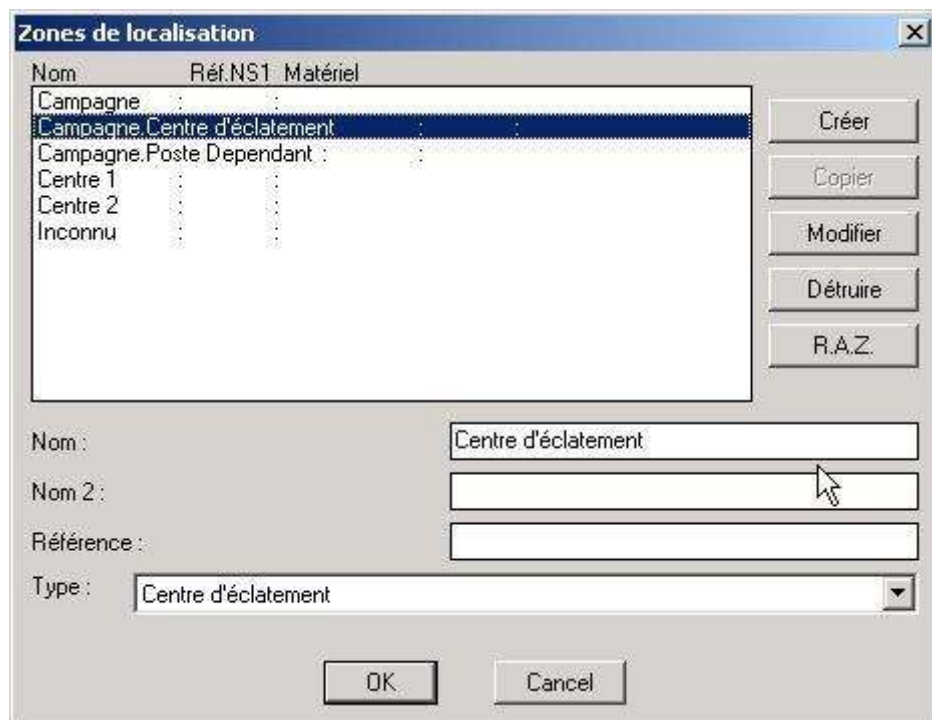 Zones de localisation
Nom Réf.NS1 Matériel
Campagne : :
Campagne.Centre d'éclatement : :
Campagne.Poste Dependant : :
Centre 1 : :
Centre 2 : :
Inconnu : :
Créer
Copier
Modifier
Détruire
R.A.Z.
Nom : Centre d'éclatement
Nom 2 :
Référence :
Type : Centre d'éclatement
OK Cancel